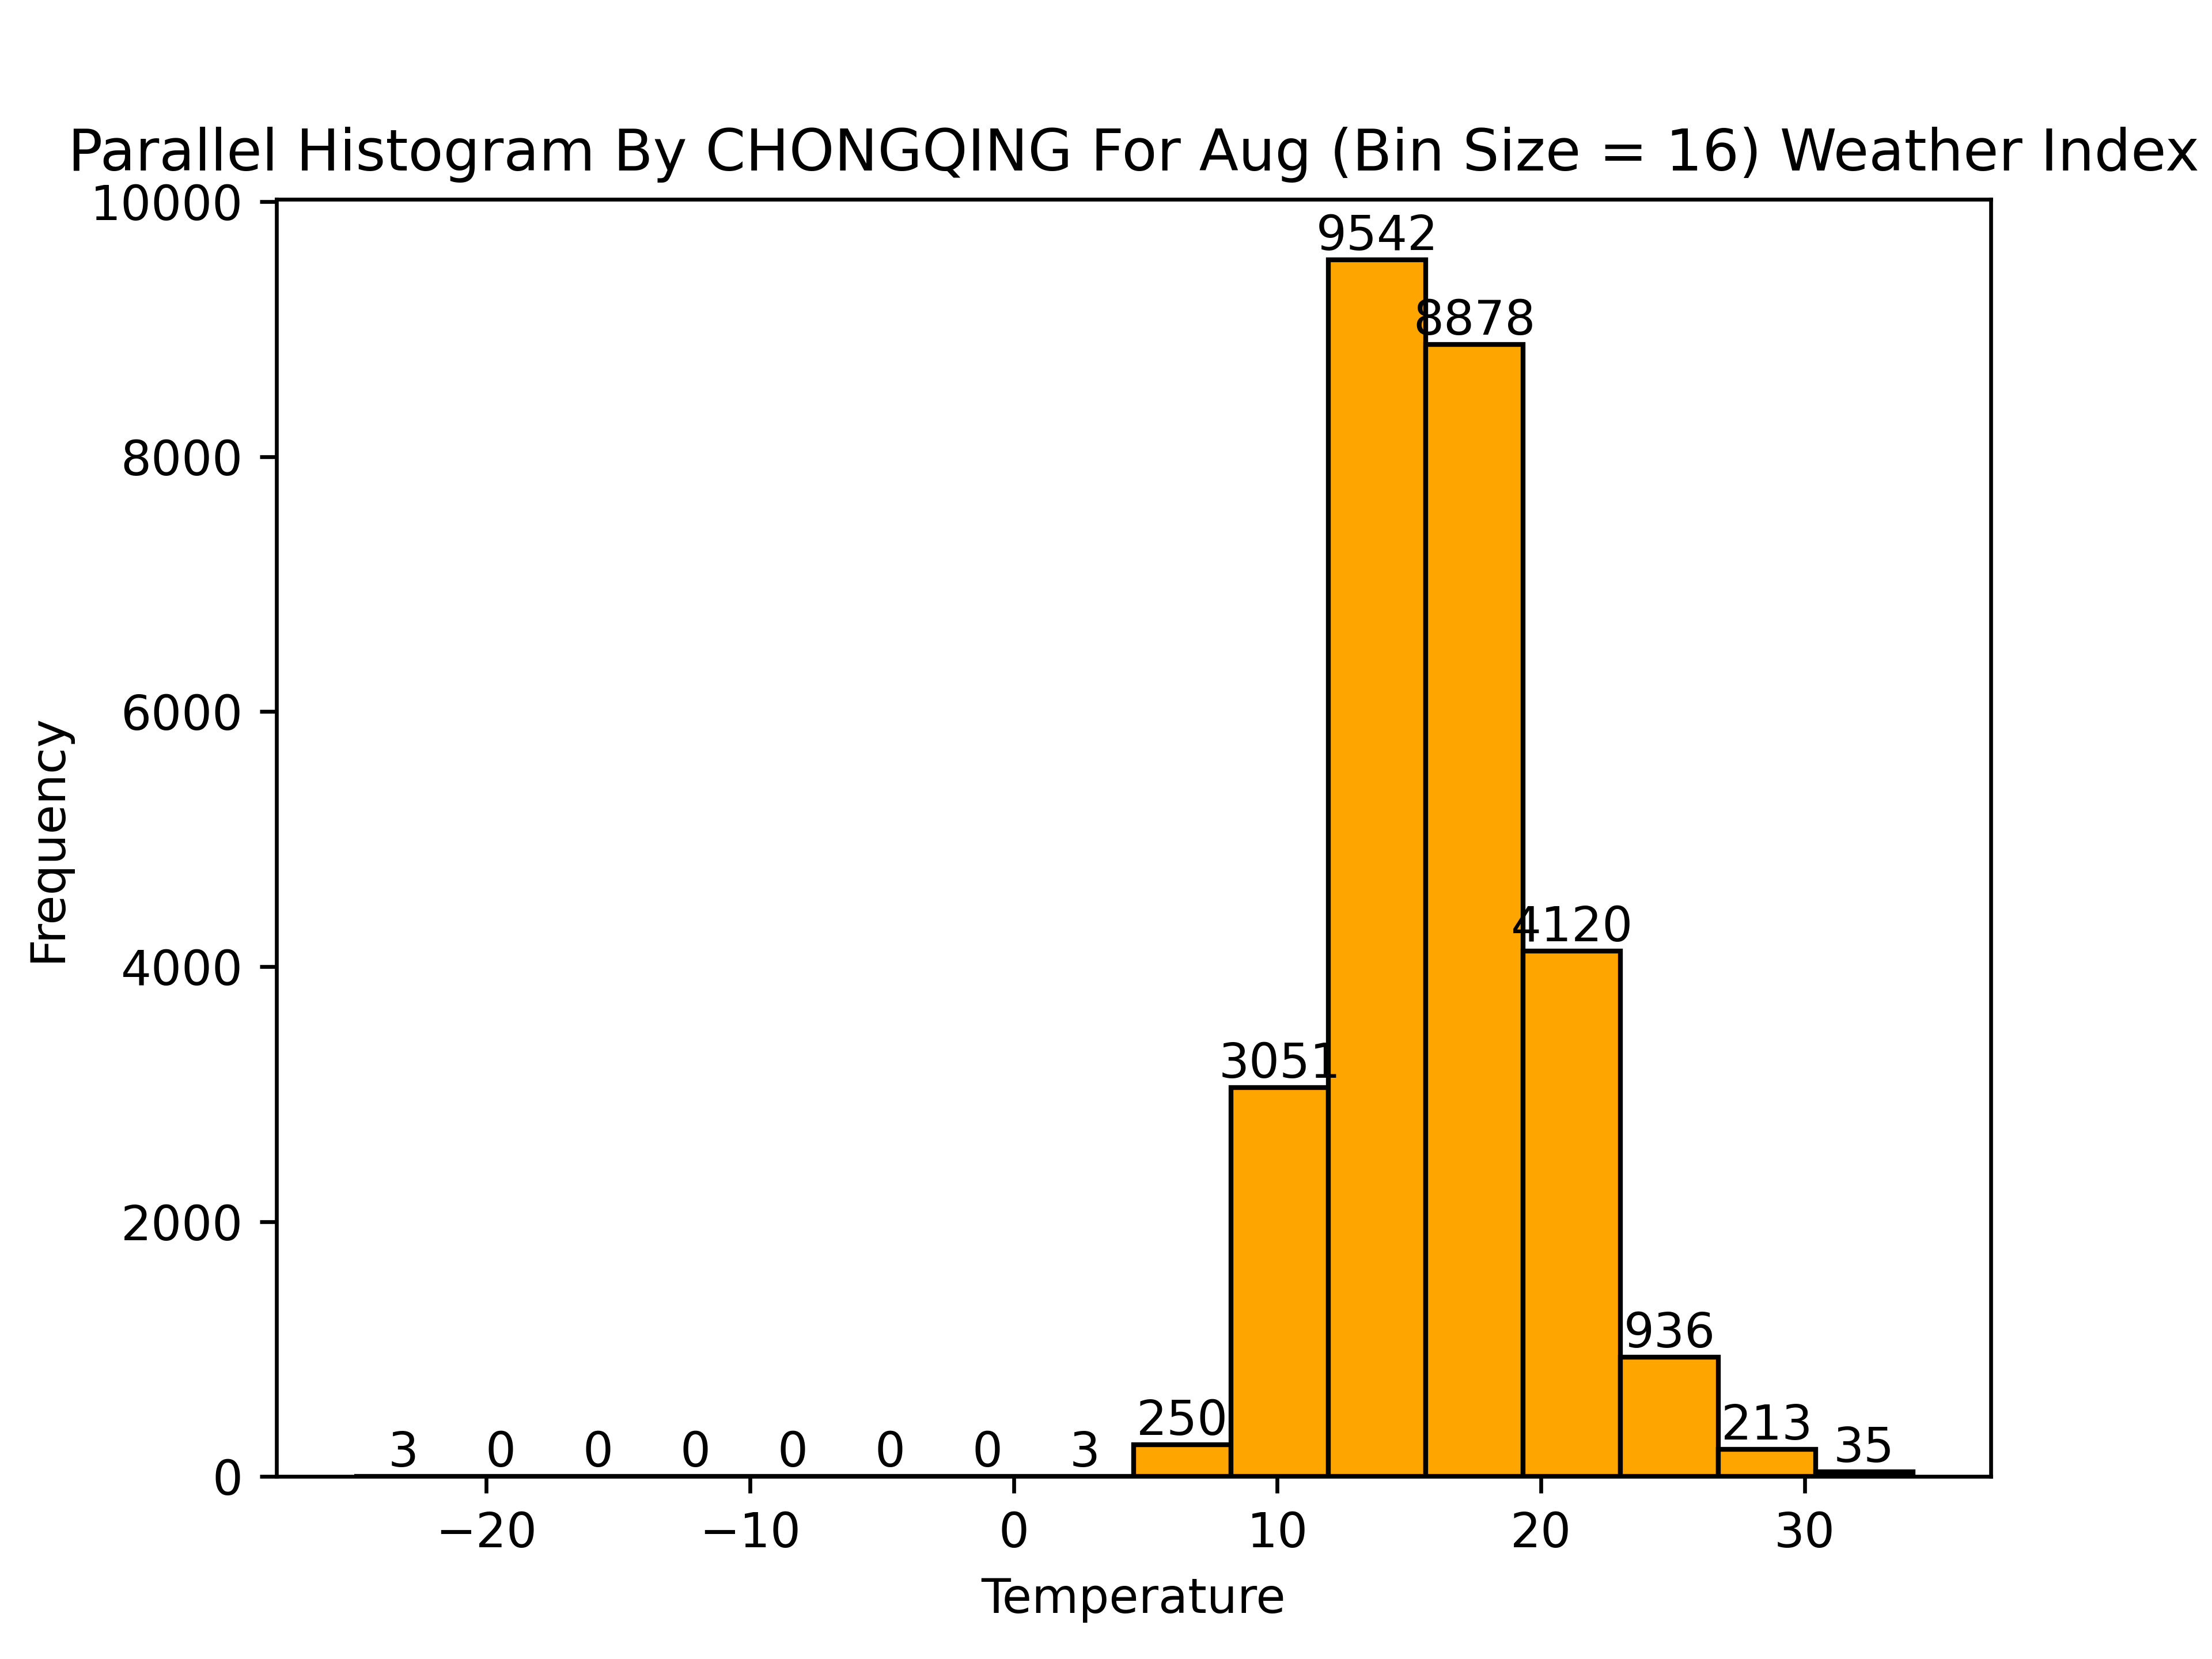 Parallel Histogram By CHONGQING For Aug (Bin Size = 16) Weather Index
10000
8000
6000
4000
2000
0
Frequency
3 0 0 0 0 0 0 3 250 3051 9542 8878 4120 936 213 35
−20 −10 0 10 20 30
Temperature